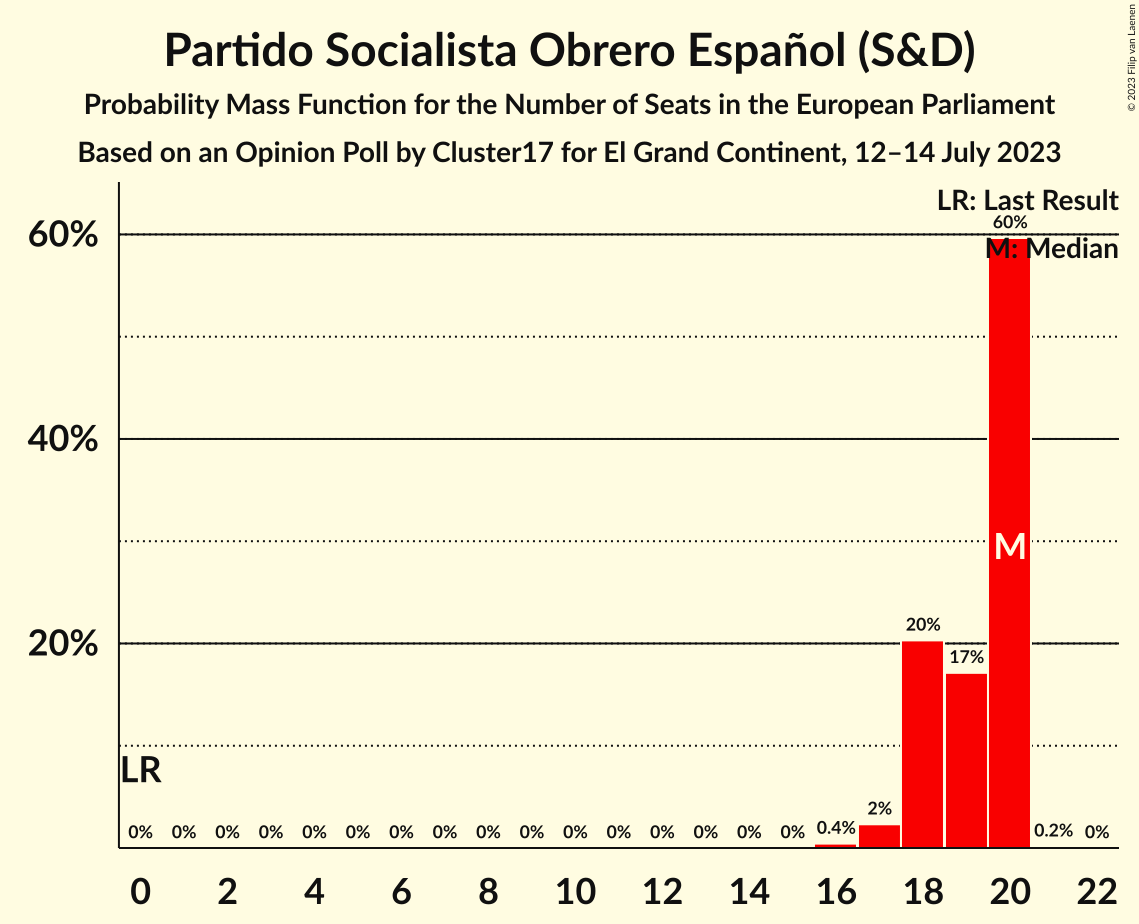 Partido Socialista Obrero Español (S&D)
Probability Mass Function for the Number of Seats in the European Parliament
Based on an Opinion Poll by Cluster17 for El Grand Continent, 12–14 July 2023
© 2023 Filip van Laenen
LR: Last Result
M: Median
60%
40%
20%
60%
M
20%
17%
LR
2%
0% 0% 0% 0% 0% 0% 0% 0% 0% 0% 0% 0% 0% 0% 0% 0% 0.4% 0.2% 0%
0 2 4 6 8 10 12 14 16 18 20 22